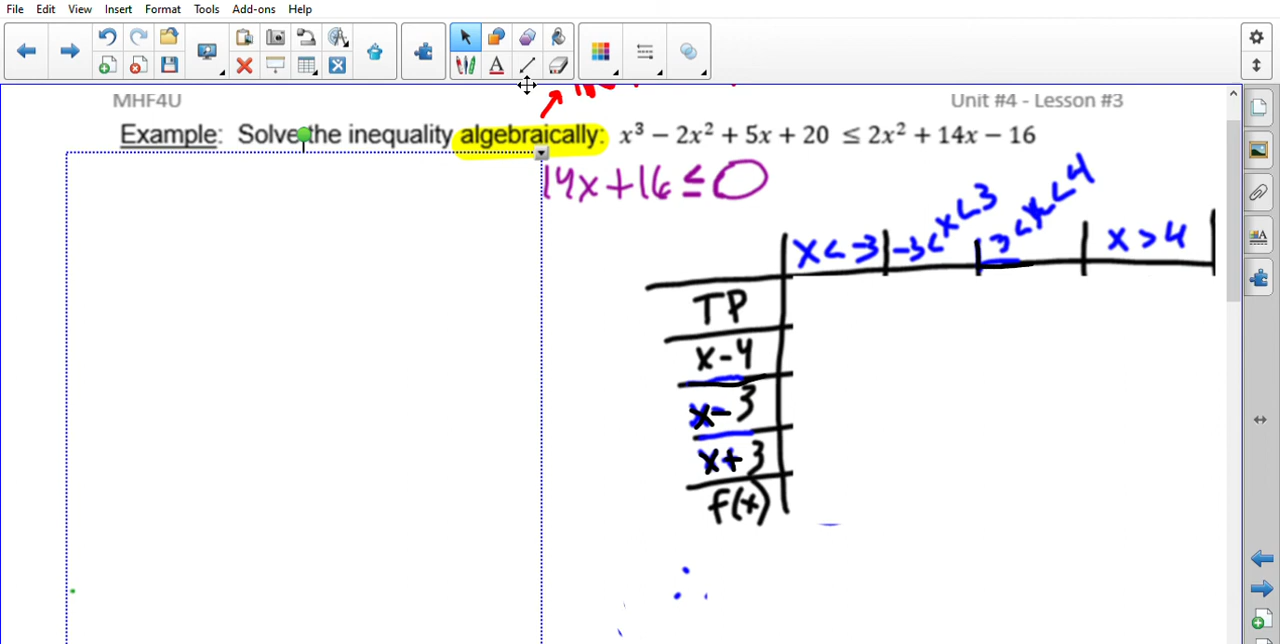 File Edit View Insert Format Tools Add-ons Help
MHF4U Unit #4 - Lesson #3
Example: Solve the inequality algebraically: x³ − 2x² + 5x + 20 ≤ 2x² + 14x − 16
14x+16 ≤ 0
x<-3 -3<x<3 3<x<4 x>4
TP
x-4
x-3
x+3
f(x)
∴